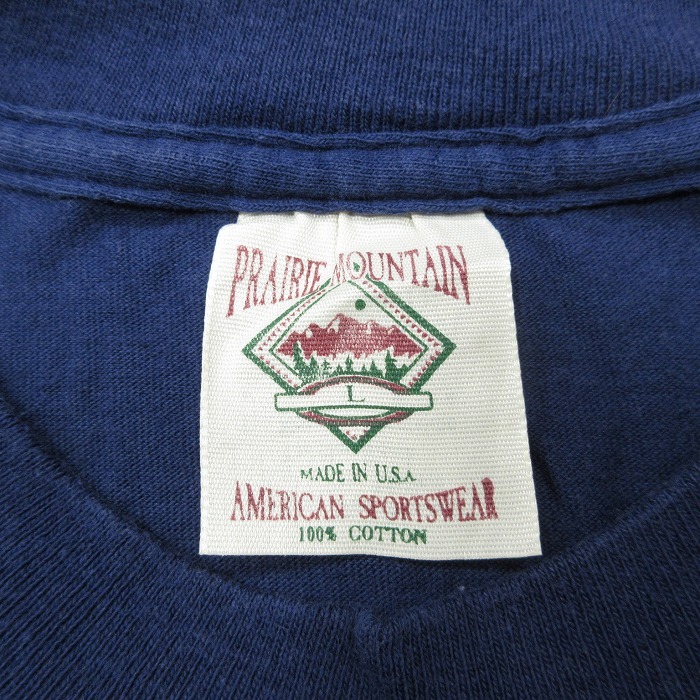 PRAIRIE MOUNTAIN
L
MADE IN U.S.A.
AMERICAN SPORTSWEAR
100% COTTON